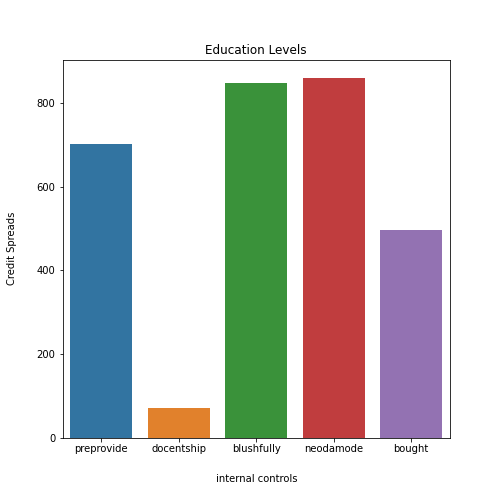 Education Levels
Credit Spreads
800
600
400
200
0
preprovide docentship blushfully neodamode bought
internal controls